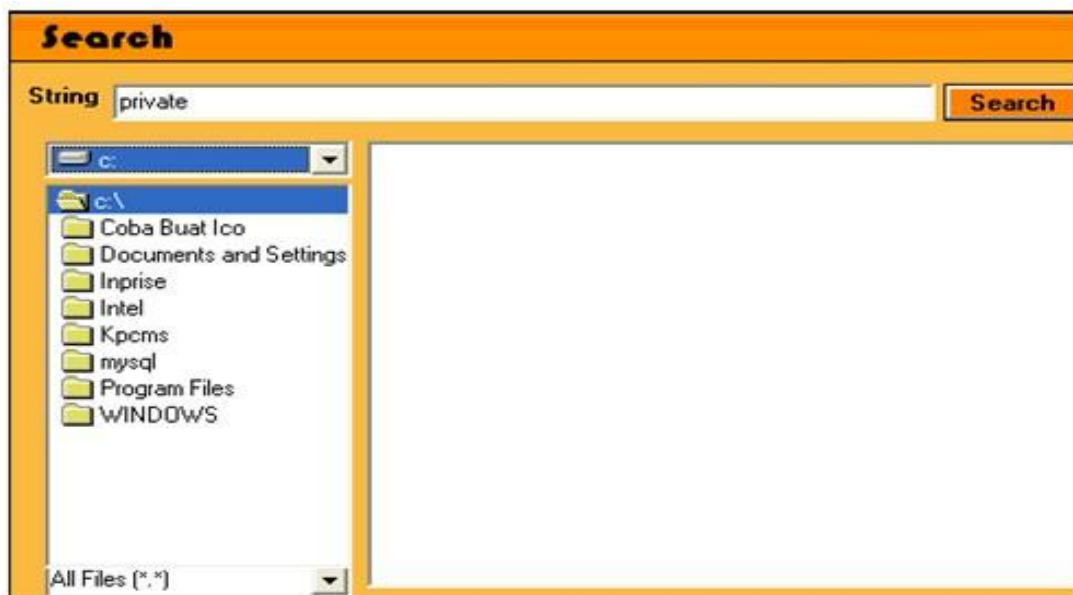 Search
String private Search
c:
c:\
Coba Buat Ico
Documents and Settings
Inprise
Intel
Kpcms
mysql
Program Files
WINDOWS
All Files (*.*)